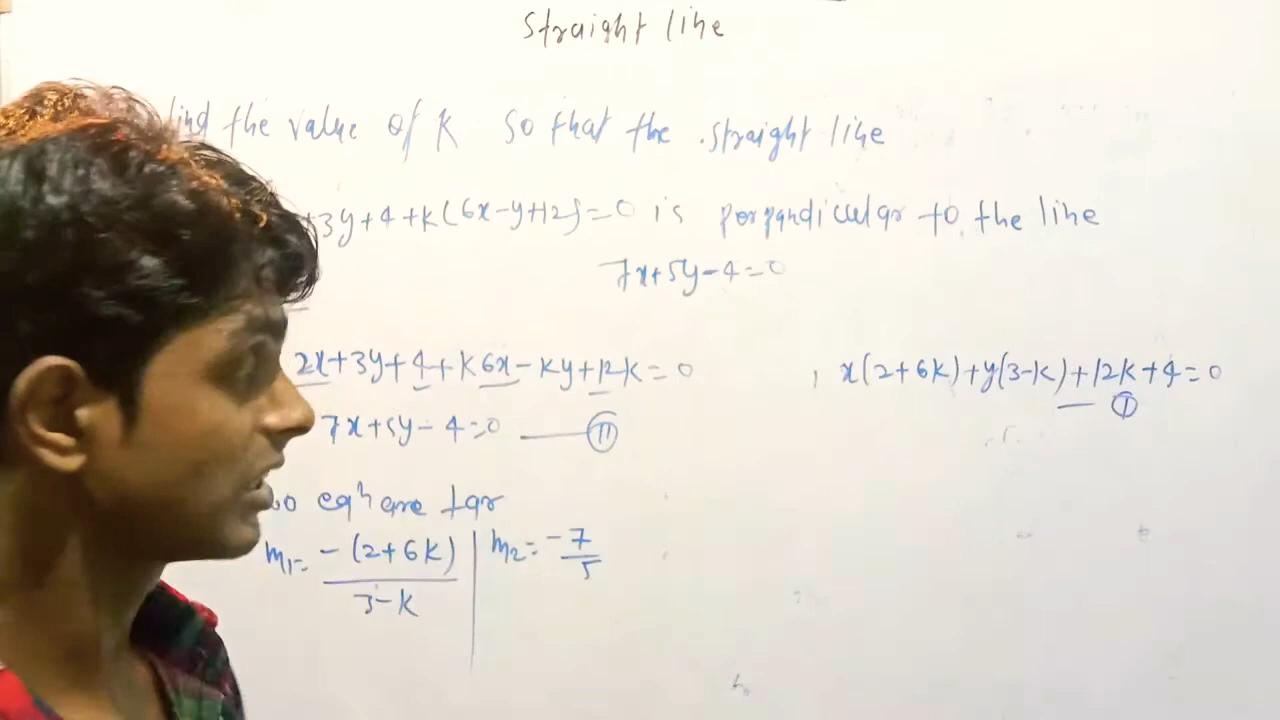 straight line
find the value of K so that the straight line
+3y+4+k(6x-y+12)=0 is perpandicular to the line
7x+5y-4=0
2x+3y+4+k6x-ky+12k=0 , x(2+6k)+y(3-k)+12k+4=0 — I
7x+5y-4=0 — II
eqn are
m1= -(2+6k)/3-k | m2= -7/5